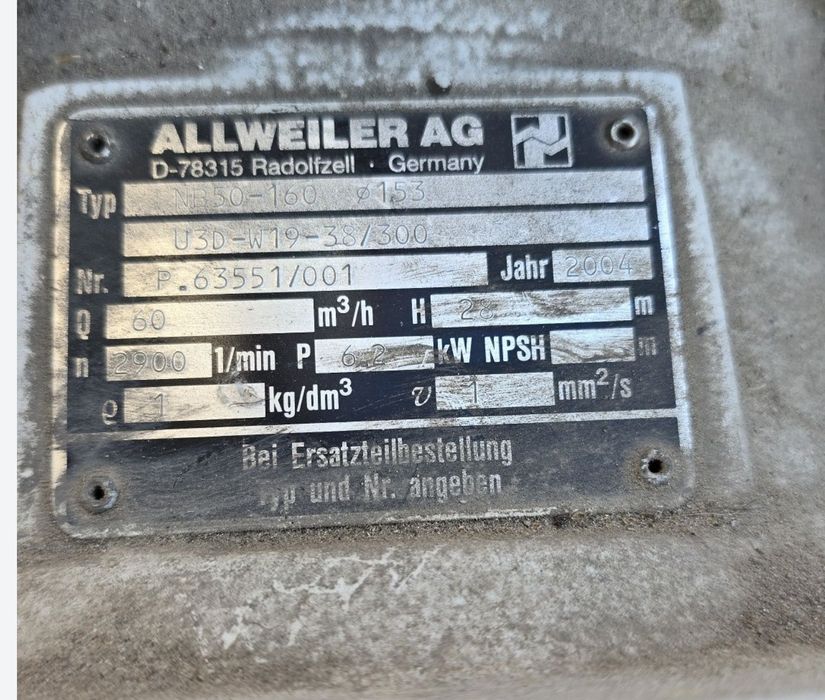 ALLWEILER AG
D-78315 Radolfzell · Germany
Typ NB50-160 ø153
U3D-W19-38/300
Nr. P.63551/001 Jahr 2004
Q 60 m³/h H 28 m
n 2900 1/min P 6.2 kW NPSH m
ϱ 1 kg/dm³ ν 1 mm²/s
Bei Ersatzteilbestellung
Typ und Nr. angeben